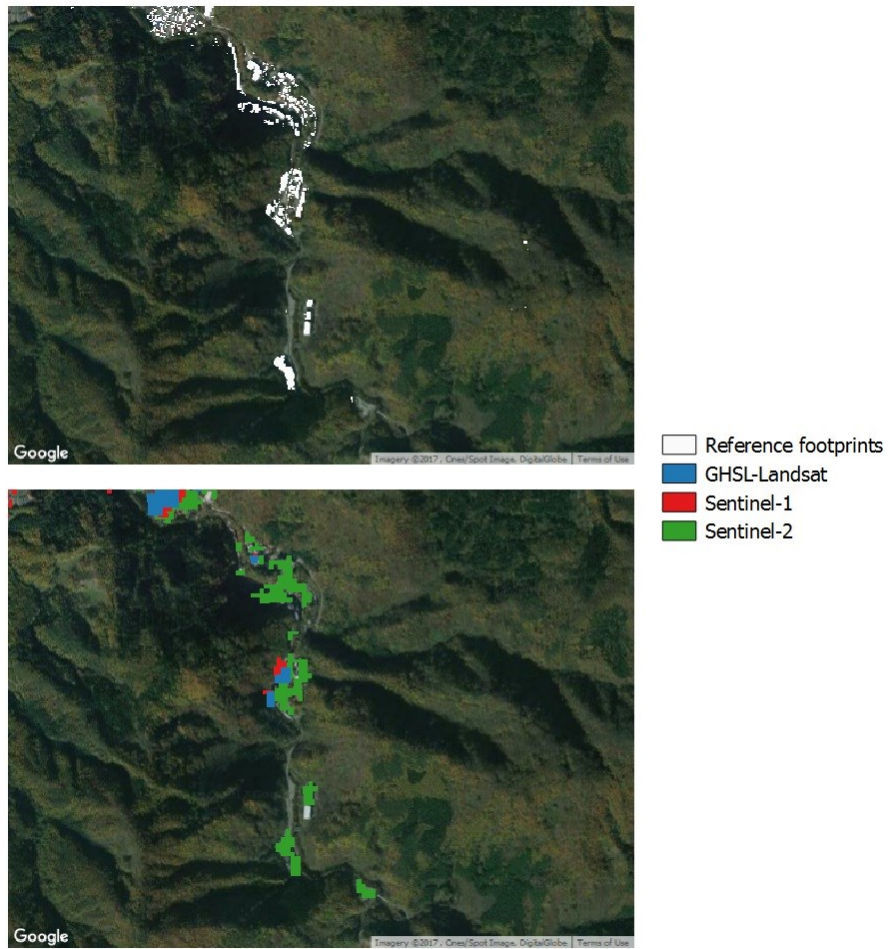 Google
Imagery ©2017 , Cnes/Spot Image, DigitalGlobe | Terms of Use
Reference footprints
GHSL-Landsat
Sentinel-1
Sentinel-2
Google
Imagery ©2017 , Cnes/Spot Image, DigitalGlobe | Terms of Use